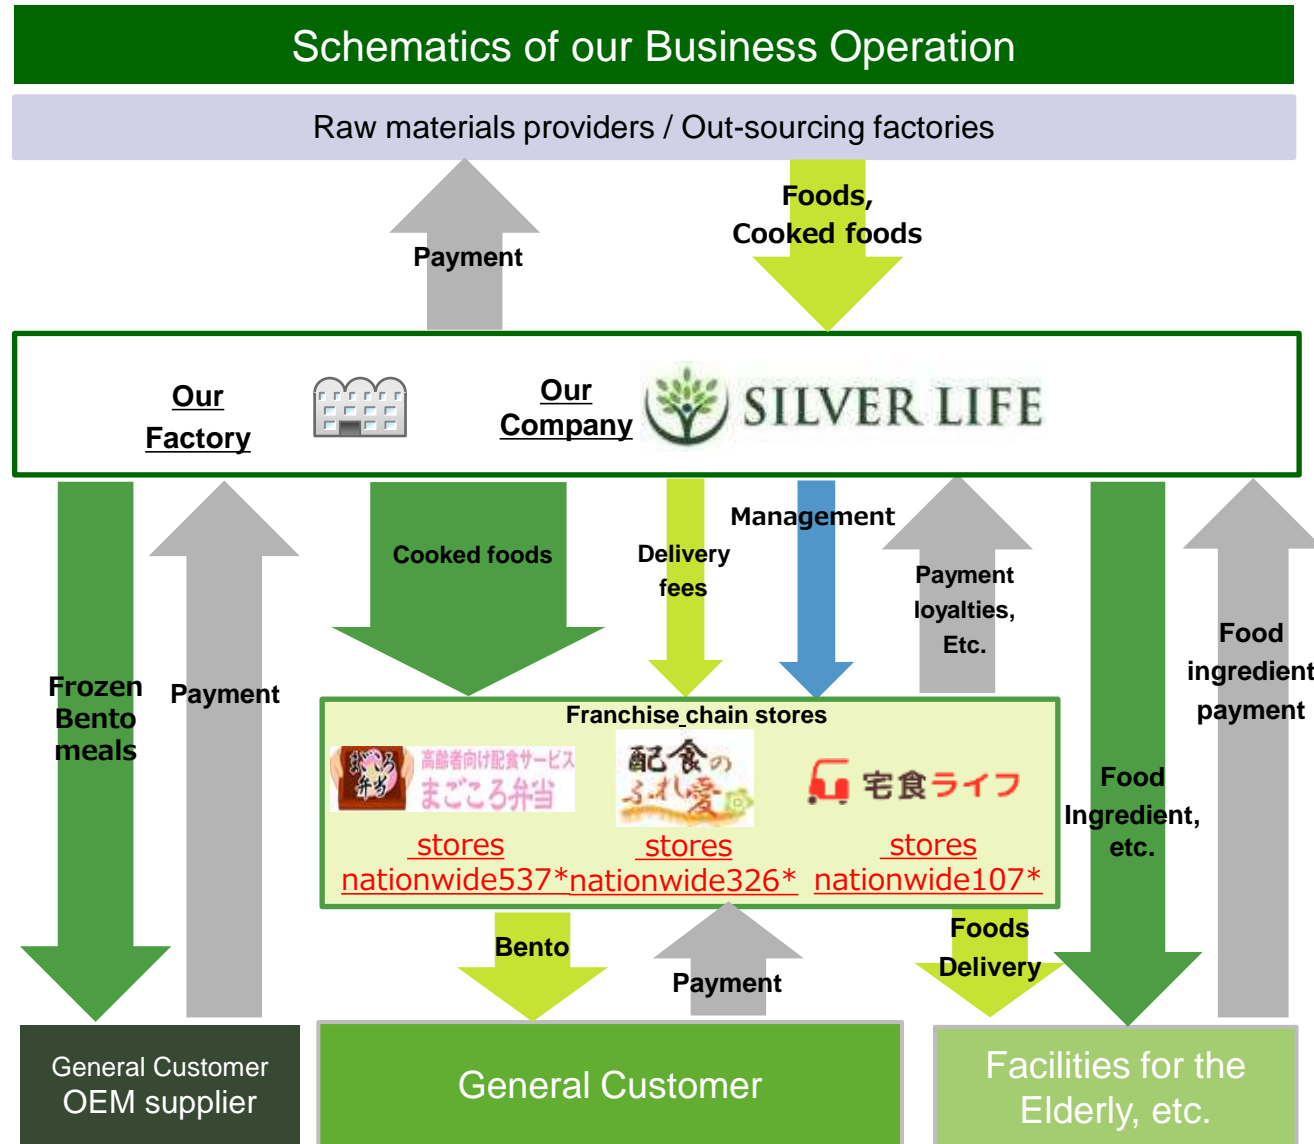 Schematics of our Business Operation
Raw materials providers / Out-sourcing factories
Payment
Foods,
Cooked foods
Our
Factory
Our
Company
SILVER LIFE
Frozen
Bento
meals
Payment
Cooked foods
Delivery
fees
Management
Payment
loyalties,
Etc.
Food
Ingredient,
etc.
Food
ingredient
payment
Franchise chain stores
まごころ
弁当
高齢者向け配食サービス
まごころ弁当
配食の
ふれ愛
宅食ライフ
stores
nationwide537*
stores
nationwide326*
stores
nationwide107*
Bento
Payment
Foods
Delivery
General Customer
OEM supplier
General Customer
Facilities for the
Elderly, etc.